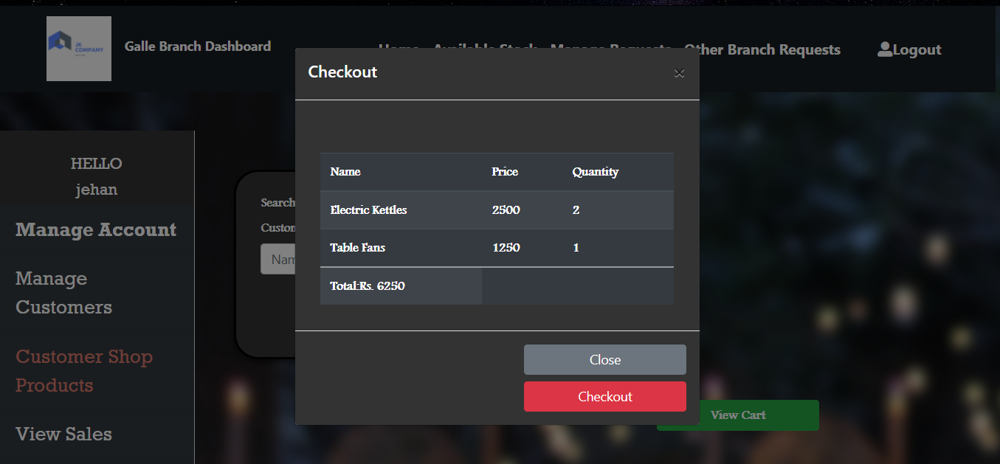 JK
COMPANY
Galle Branch Dashboard
Home Available Stock Manage Requests Other Branch Requests Logout
Checkout
×
HELLO
jehan
Manage Account
Manage
Customers
Customer Shop
Products
View Sales
Search
Custom
Nam
Name Price Quantity
Electric Kettles 2500 2
Table Fans 1250 1
Total:Rs. 6250
Close
Checkout
View Cart